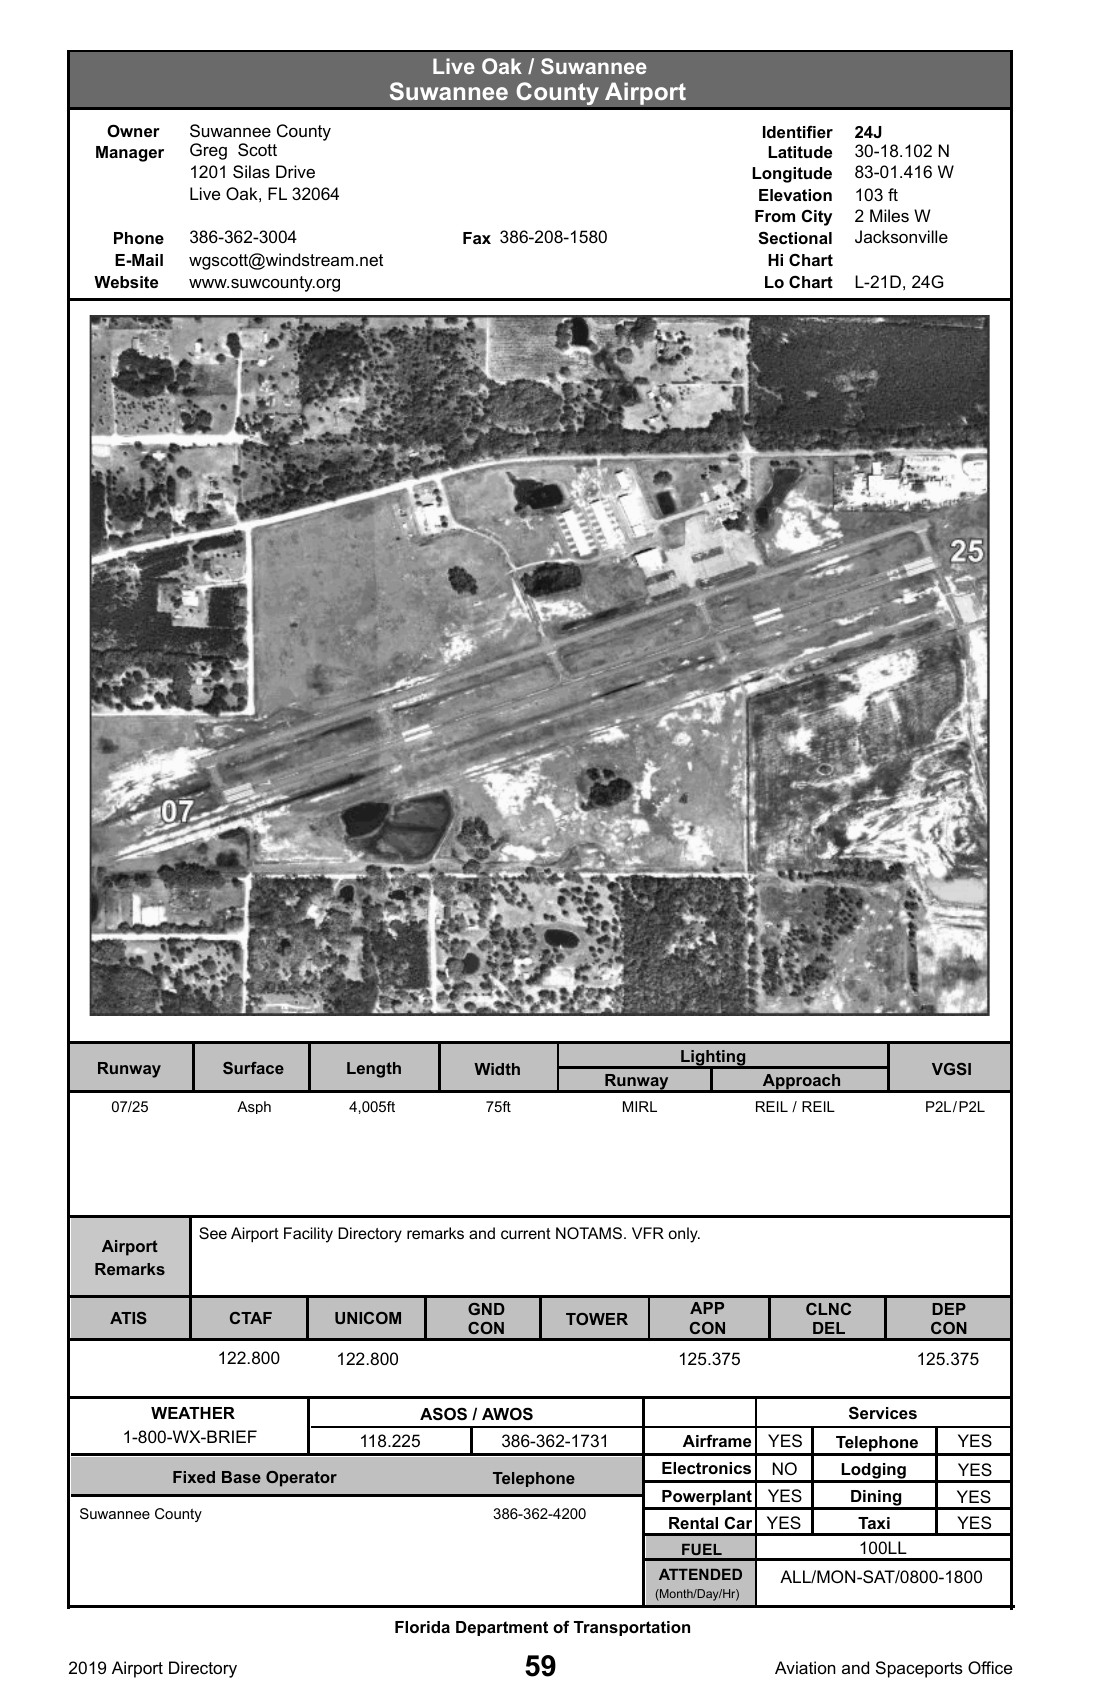 Live Oak / Suwannee
Suwannee County Airport
Owner Suwannee County
Manager Greg Scott
1201 Silas Drive
Live Oak, FL 32064
Phone 386-362-3004 Fax 386-208-1580
E-Mail wgscott@windstream.net
Website www.suwcounty.org
Identifier 24J
Latitude 30-18.102 N
Longitude 83-01.416 W
Elevation 103 ft
From City 2 Miles W
Sectional Jacksonville
Hi Chart
Lo Chart L-21D, 24G
25
07
Runway Surface Length Width Lighting VGSI
Runway Approach
07/25 Asph 4,005ft 75ft MIRL REIL / REIL P2L/P2L
Airport Remarks
See Airport Facility Directory remarks and current NOTAMS. VFR only.
ATIS CTAF UNICOM GND CON TOWER APP CON CLNC DEL DEP CON
122.800 122.800 125.375 125.375
WEATHER
1-800-WX-BRIEF
ASOS / AWOS
118.225 386-362-1731
Fixed Base Operator Telephone
Suwannee County 386-362-4200
Services
Airframe YES Telephone YES
Electronics NO Lodging YES
Powerplant YES Dining YES
Rental Car YES Taxi YES
FUEL 100LL
ATTENDED (Month/Day/Hr) ALL/MON-SAT/0800-1800
Florida Department of Transportation
2019 Airport Directory 59 Aviation and Spaceports Office